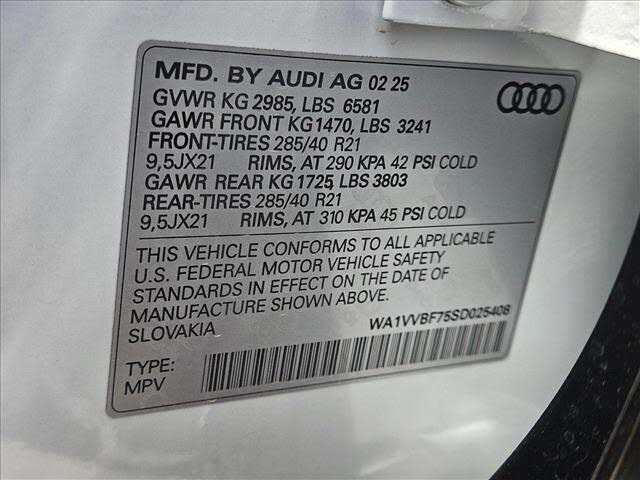 MFD. BY AUDI AG 02 25
GVWR KG 2985, LBS 6581
GAWR FRONT KG1470, LBS 3241
FRONT-TIRES 285/40 R21
9,5JX21 RIMS, AT 290 KPA 42 PSI COLD
GAWR REAR KG 1725, LBS 3803
REAR-TIRES 285/40 R21
9,5JX21 RIMS, AT 310 KPA 45 PSI COLD
THIS VEHICLE CONFORMS TO ALL APPLICABLE
U.S. FEDERAL MOTOR VEHICLE SAFETY
STANDARDS IN EFFECT ON THE DATE OF
MANUFACTURE SHOWN ABOVE.
SLOVAKIA WA1VVBF75SD025408
TYPE:
MPV